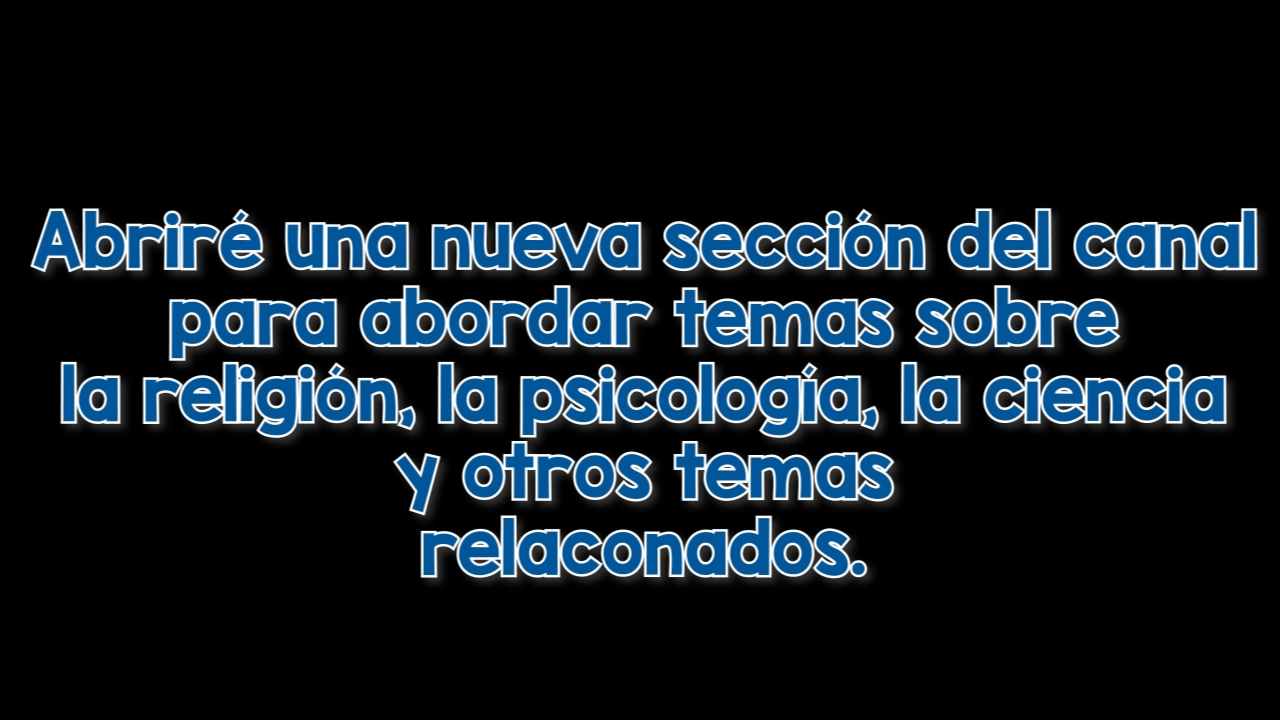 Abriré una nueva sección del canal
para abordar temas sobre
la religión, la psicología, la ciencia
y otros temas
relaconados.